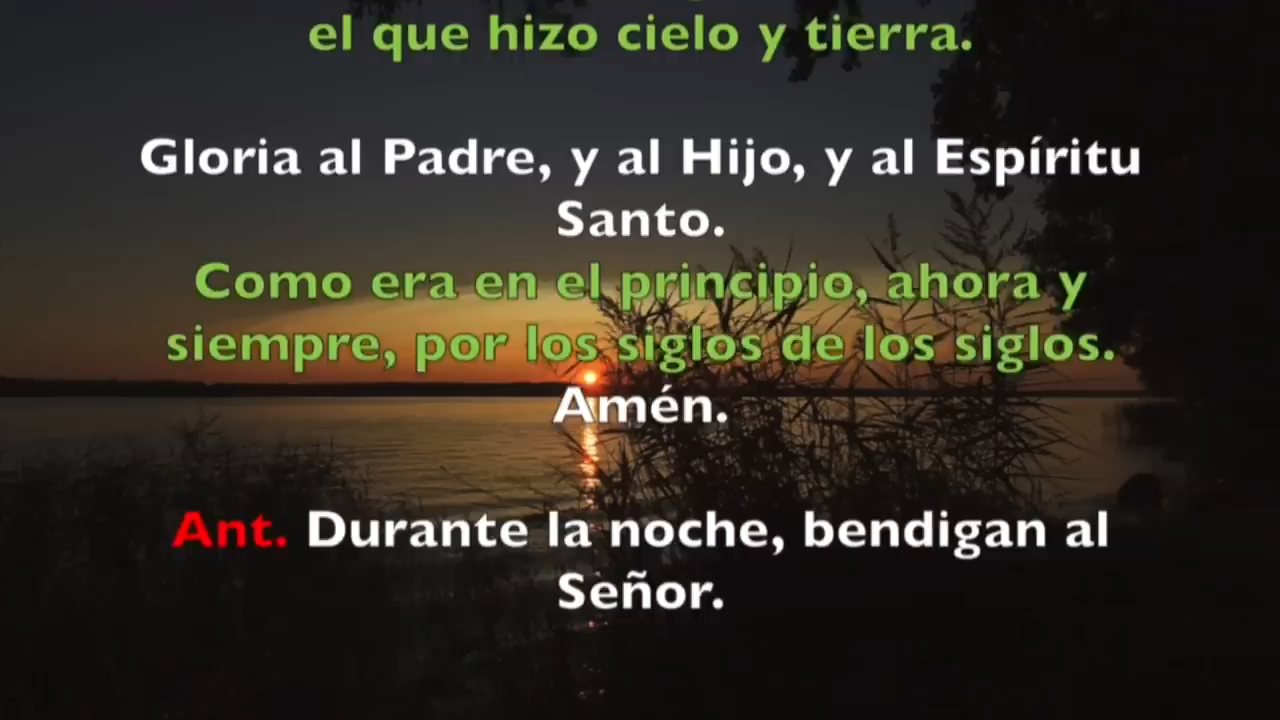 el que hizo cielo y tierra.
Gloria al Padre, y al Hijo, y al Espíritu
Santo.
Como era en el principio, ahora y
siempre, por los siglos de los siglos.
Amén.
Ant. Durante la noche, bendigan al
Señor.